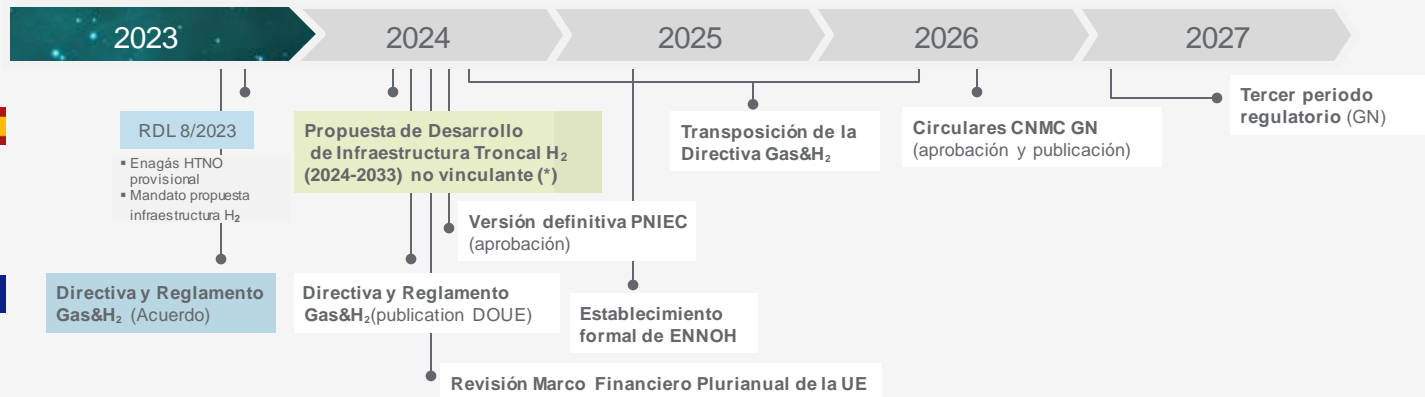 2023
2024
2025
2026
2027
RDL 8/2023
▪ Enagás HTNO
provisional
▪ Mandato propuesta
infraestructura H₂
Propuesta de Desarrollo
de Infraestructura Troncal H₂
(2024-2033) no vinculante (*)
Transposición de la
Directiva Gas&H₂
Circulares CNMC GN
(aprobación y publicación)
Tercer periodo
regulatorio (GN)
Versión definitiva PNIEC
(aprobación)
Directiva y Reglamento
Gas&H₂ (Acuerdo)
Directiva y Reglamento
Gas&H₂(publication DOUE)
Establecimiento
formal de ENNOH
Revisión Marco Financiero Plurianual de la UE